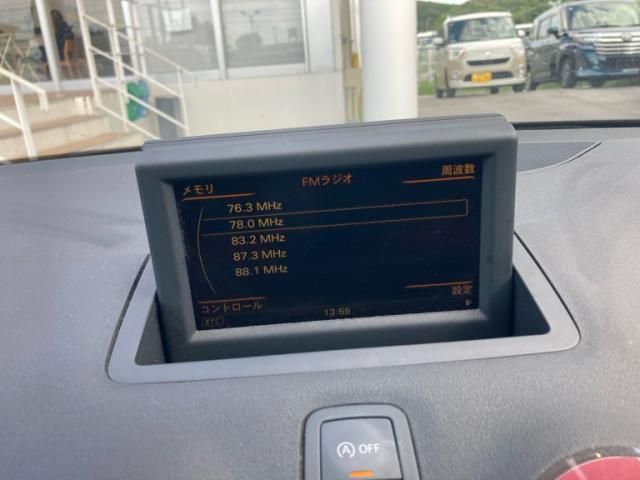 メモリ FMラジオ 周波数
76.3 MHz
78.0 MHz
83.2 MHz
87.3 MHz
88.1 MHz
コントロール 13:55 設定
ETC
A OFF